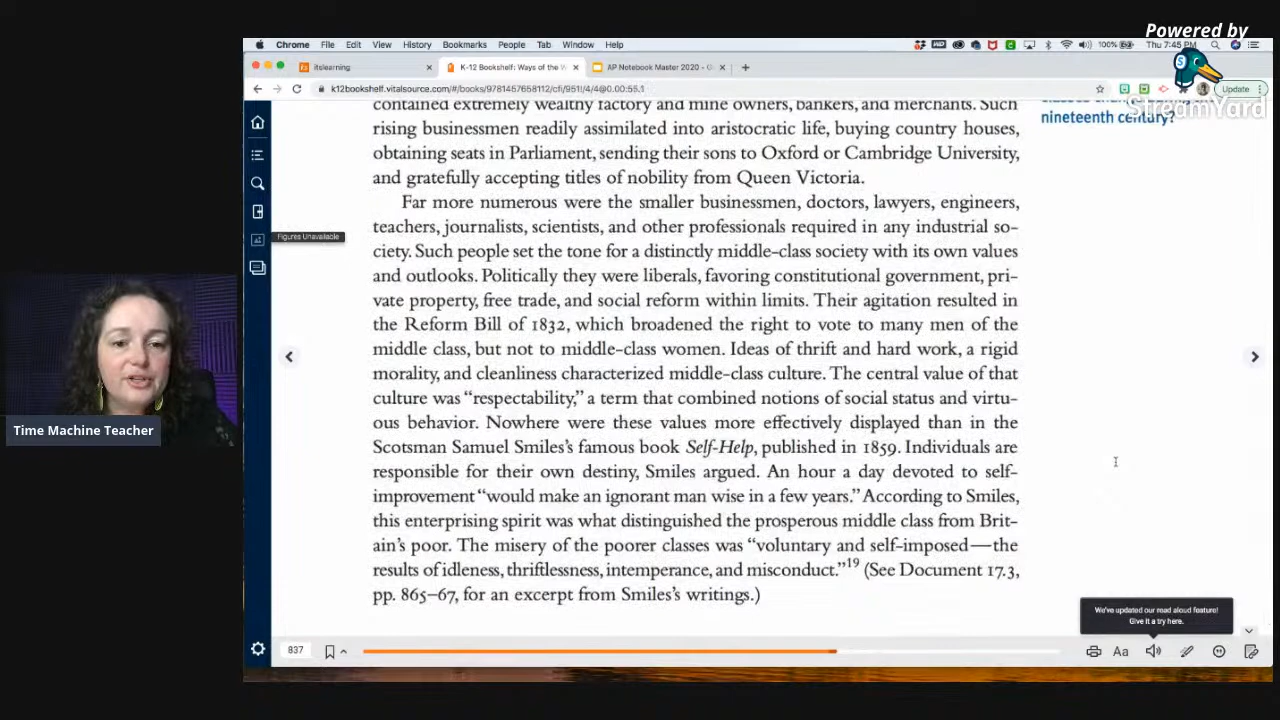 Powered by
StreamYard
Chrome File Edit View History Bookmarks People Tab Window Help
100% Thu 7:45 PM
itslearning
K-12 Bookshelf: Ways of the W
AP Notebook Master 2020 - G
k12bookshelf.vitalsource.com/#/books/9781457658112/cfi/951!/4/4@0.00:55.1
Update
contained extremely wealthy factory and mine owners, bankers, and merchants. Such
rising businessmen readily assimilated into aristocratic life, buying country houses,
obtaining seats in Parliament, sending their sons to Oxford or Cambridge University,
and gratefully accepting titles of nobility from Queen Victoria.
nineteenth century?
Far more numerous were the smaller businessmen, doctors, lawyers, engineers,
teachers, journalists, scientists, and other professionals required in any industrial so-
ciety. Such people set the tone for a distinctly middle-class society with its own values
and outlooks. Politically they were liberals, favoring constitutional government, pri-
vate property, free trade, and social reform within limits. Their agitation resulted in
the Reform Bill of 1832, which broadened the right to vote to many men of the
middle class, but not to middle-class women. Ideas of thrift and hard work, a rigid
morality, and cleanliness characterized middle-class culture. The central value of that
culture was “respectability,” a term that combined notions of social status and virtu-
ous behavior. Nowhere were these values more effectively displayed than in the
Scotsman Samuel Smiles’s famous book Self-Help, published in 1859. Individuals are
responsible for their own destiny, Smiles argued. An hour a day devoted to self-
improvement “would make an ignorant man wise in a few years.” According to Smiles,
this enterprising spirit was what distinguished the prosperous middle class from Brit-
ain’s poor. The misery of the poorer classes was “voluntary and self-imposed—the
results of idleness, thriftlessness, intemperance, and misconduct.”19 (See Document 17.3,
pp. 865–67, for an excerpt from Smiles’s writings.)
Figures Unavailable
Time Machine Teacher
We've updated our read aloud feature!
Give it a try here.
837
Aa